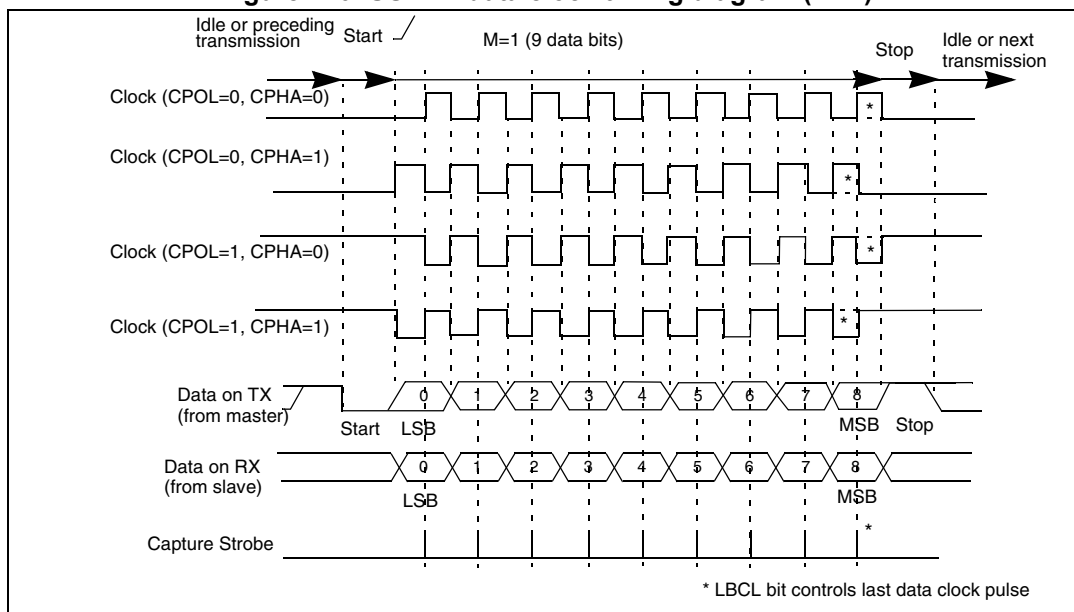 Idle or preceding
transmission
Start
M=1 (9 data bits)
Stop
Idle or next
transmission
Clock (CPOL=0, CPHA=0)
*
Clock (CPOL=0, CPHA=1)
*
Clock (CPOL=1, CPHA=0)
*
Clock (CPOL=1, CPHA=1)
*
Data on TX
(from master)
0 1 2 3 4 5 6 7 8
Start LSB MSB Stop
Data on RX
(from slave)
0 1 2 3 4 5 6 7 8
LSB MSB
Capture Strobe
*
* LBCL bit controls last data clock pulse